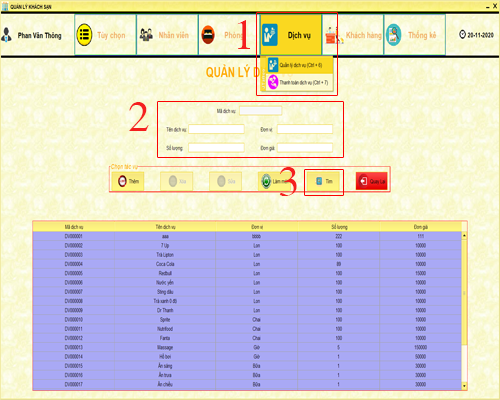 QUẢN LÝ KHÁCH SẠN
Phan Văn Thông
Tùy chọn
Nhân viên
Phòng
Dịch vụ
Khách hàng
Thống kê
20-11-2020
1
Quản lý dịch vụ (Ctrl + 6)
Thanh toán dịch vụ (Ctrl + 7)
QUẢN LÝ
2
Mã dịch vụ:
Tên dịch vụ:
Đơn vị:
Số lượng:
Đơn giá:
Chọn tác vụ
Thêm
Làm mới
3
Tìm
Quay Lại
Mã dịch vụ Tên dịch vụ Đơn vị Số lượng Đơn giá
DV000001 aaa bbbb 222 111
DV000002 7 Up Lon 100 10000
DV000003 Trà Lipton Lon 100 10000
DV000004 Coca Cola Lon 89 10000
DV000005 Redbull Lon 100 15000
DV000006 Nước yến Lon 100 10000
DV000007 Sting dâu Lon 100 10000
DV000008 Trà xanh 0 độ Lon 100 10000
DV000009 Dr Thanh Lon 100 10000
DV000010 Sprite Chai 100 10000
DV000011 Nutrifood Chai 100 10000
DV000012 Fanta Chai 100 10000
DV000013 Massage Giờ 5 150000
DV000014 Hồ bơi Giờ 1 50000
DV000015 Ăn sáng Bữa 1 30000
DV000016 Ăn trưa Bữa 1 30000
DV000017 Ăn chiều Bữa 1 30000